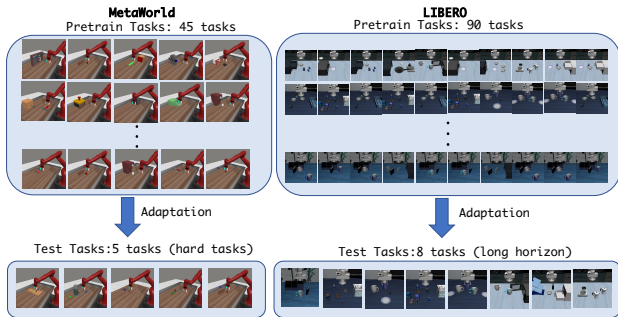 MetaWorld
Pretrain Tasks: 45 tasks
Adaptation
Test Tasks:5 tasks (hard tasks)
LIBERO
Pretrain Tasks: 90 tasks
Adaptation
Test Tasks:8 tasks (long horizon)